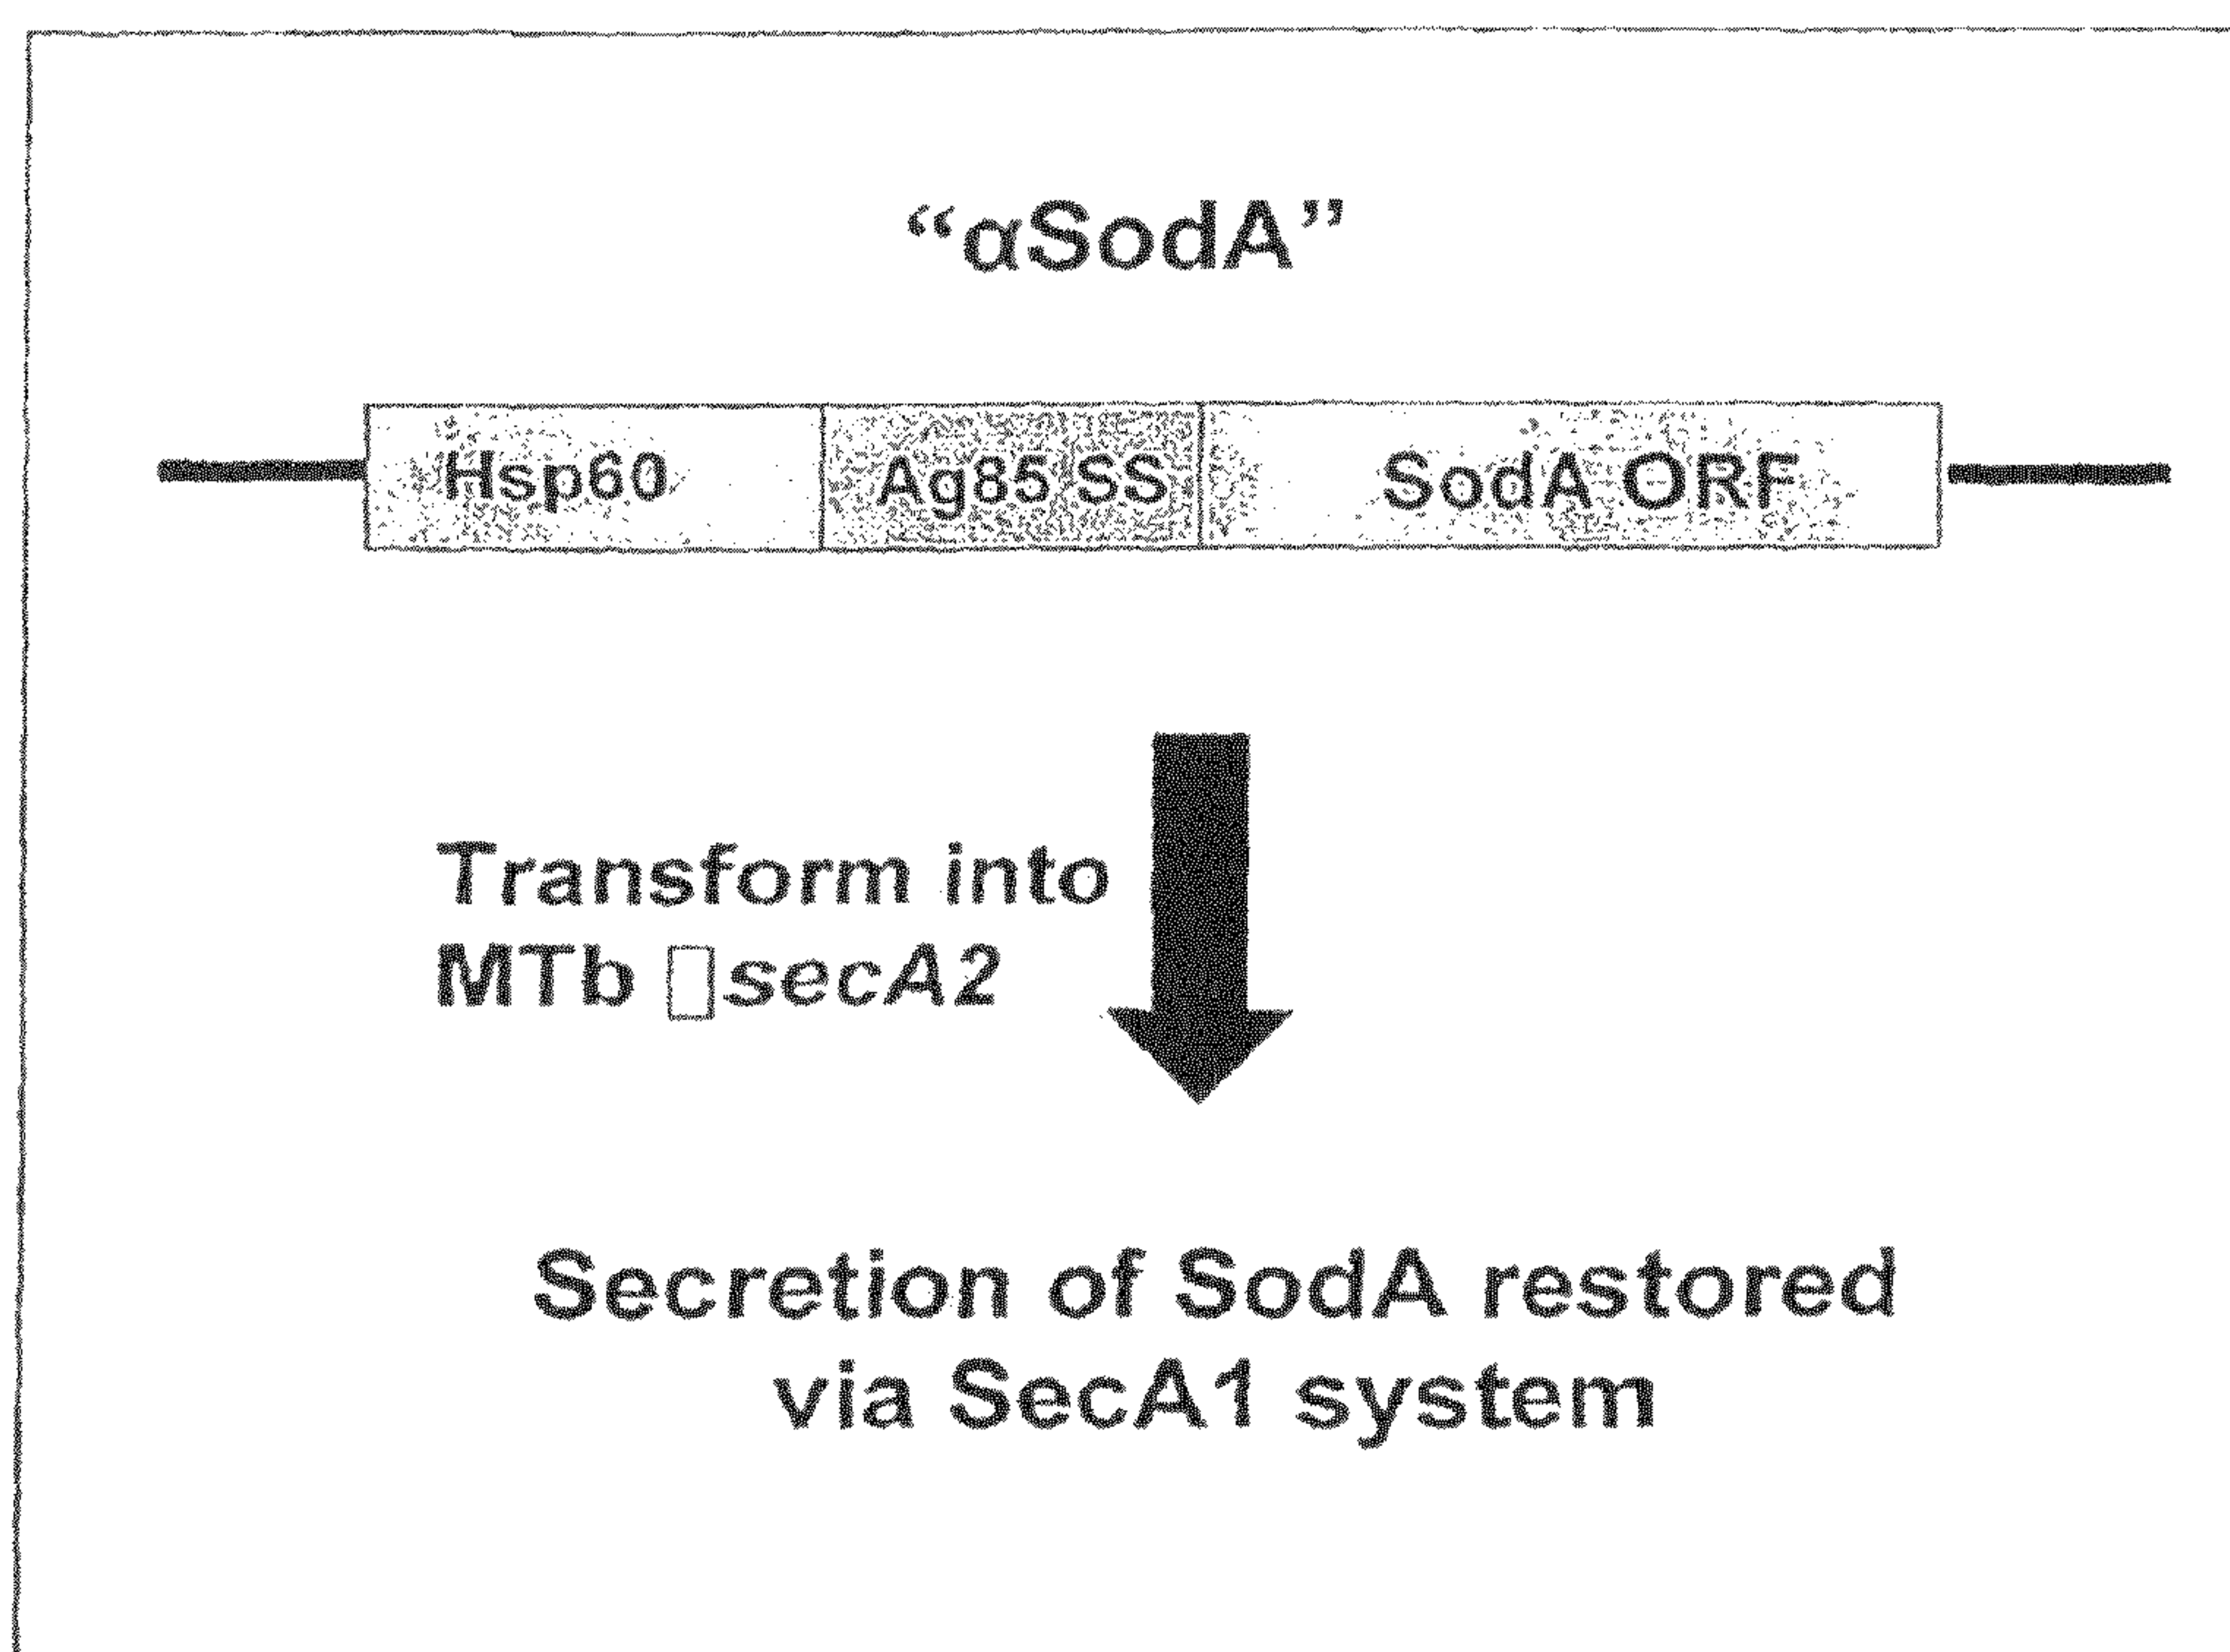 “αSodA”
Hsp60 Ag85 SS SodA ORF
Transform into
MTb □secA2
Secretion of SodA restored
via SecA1 system